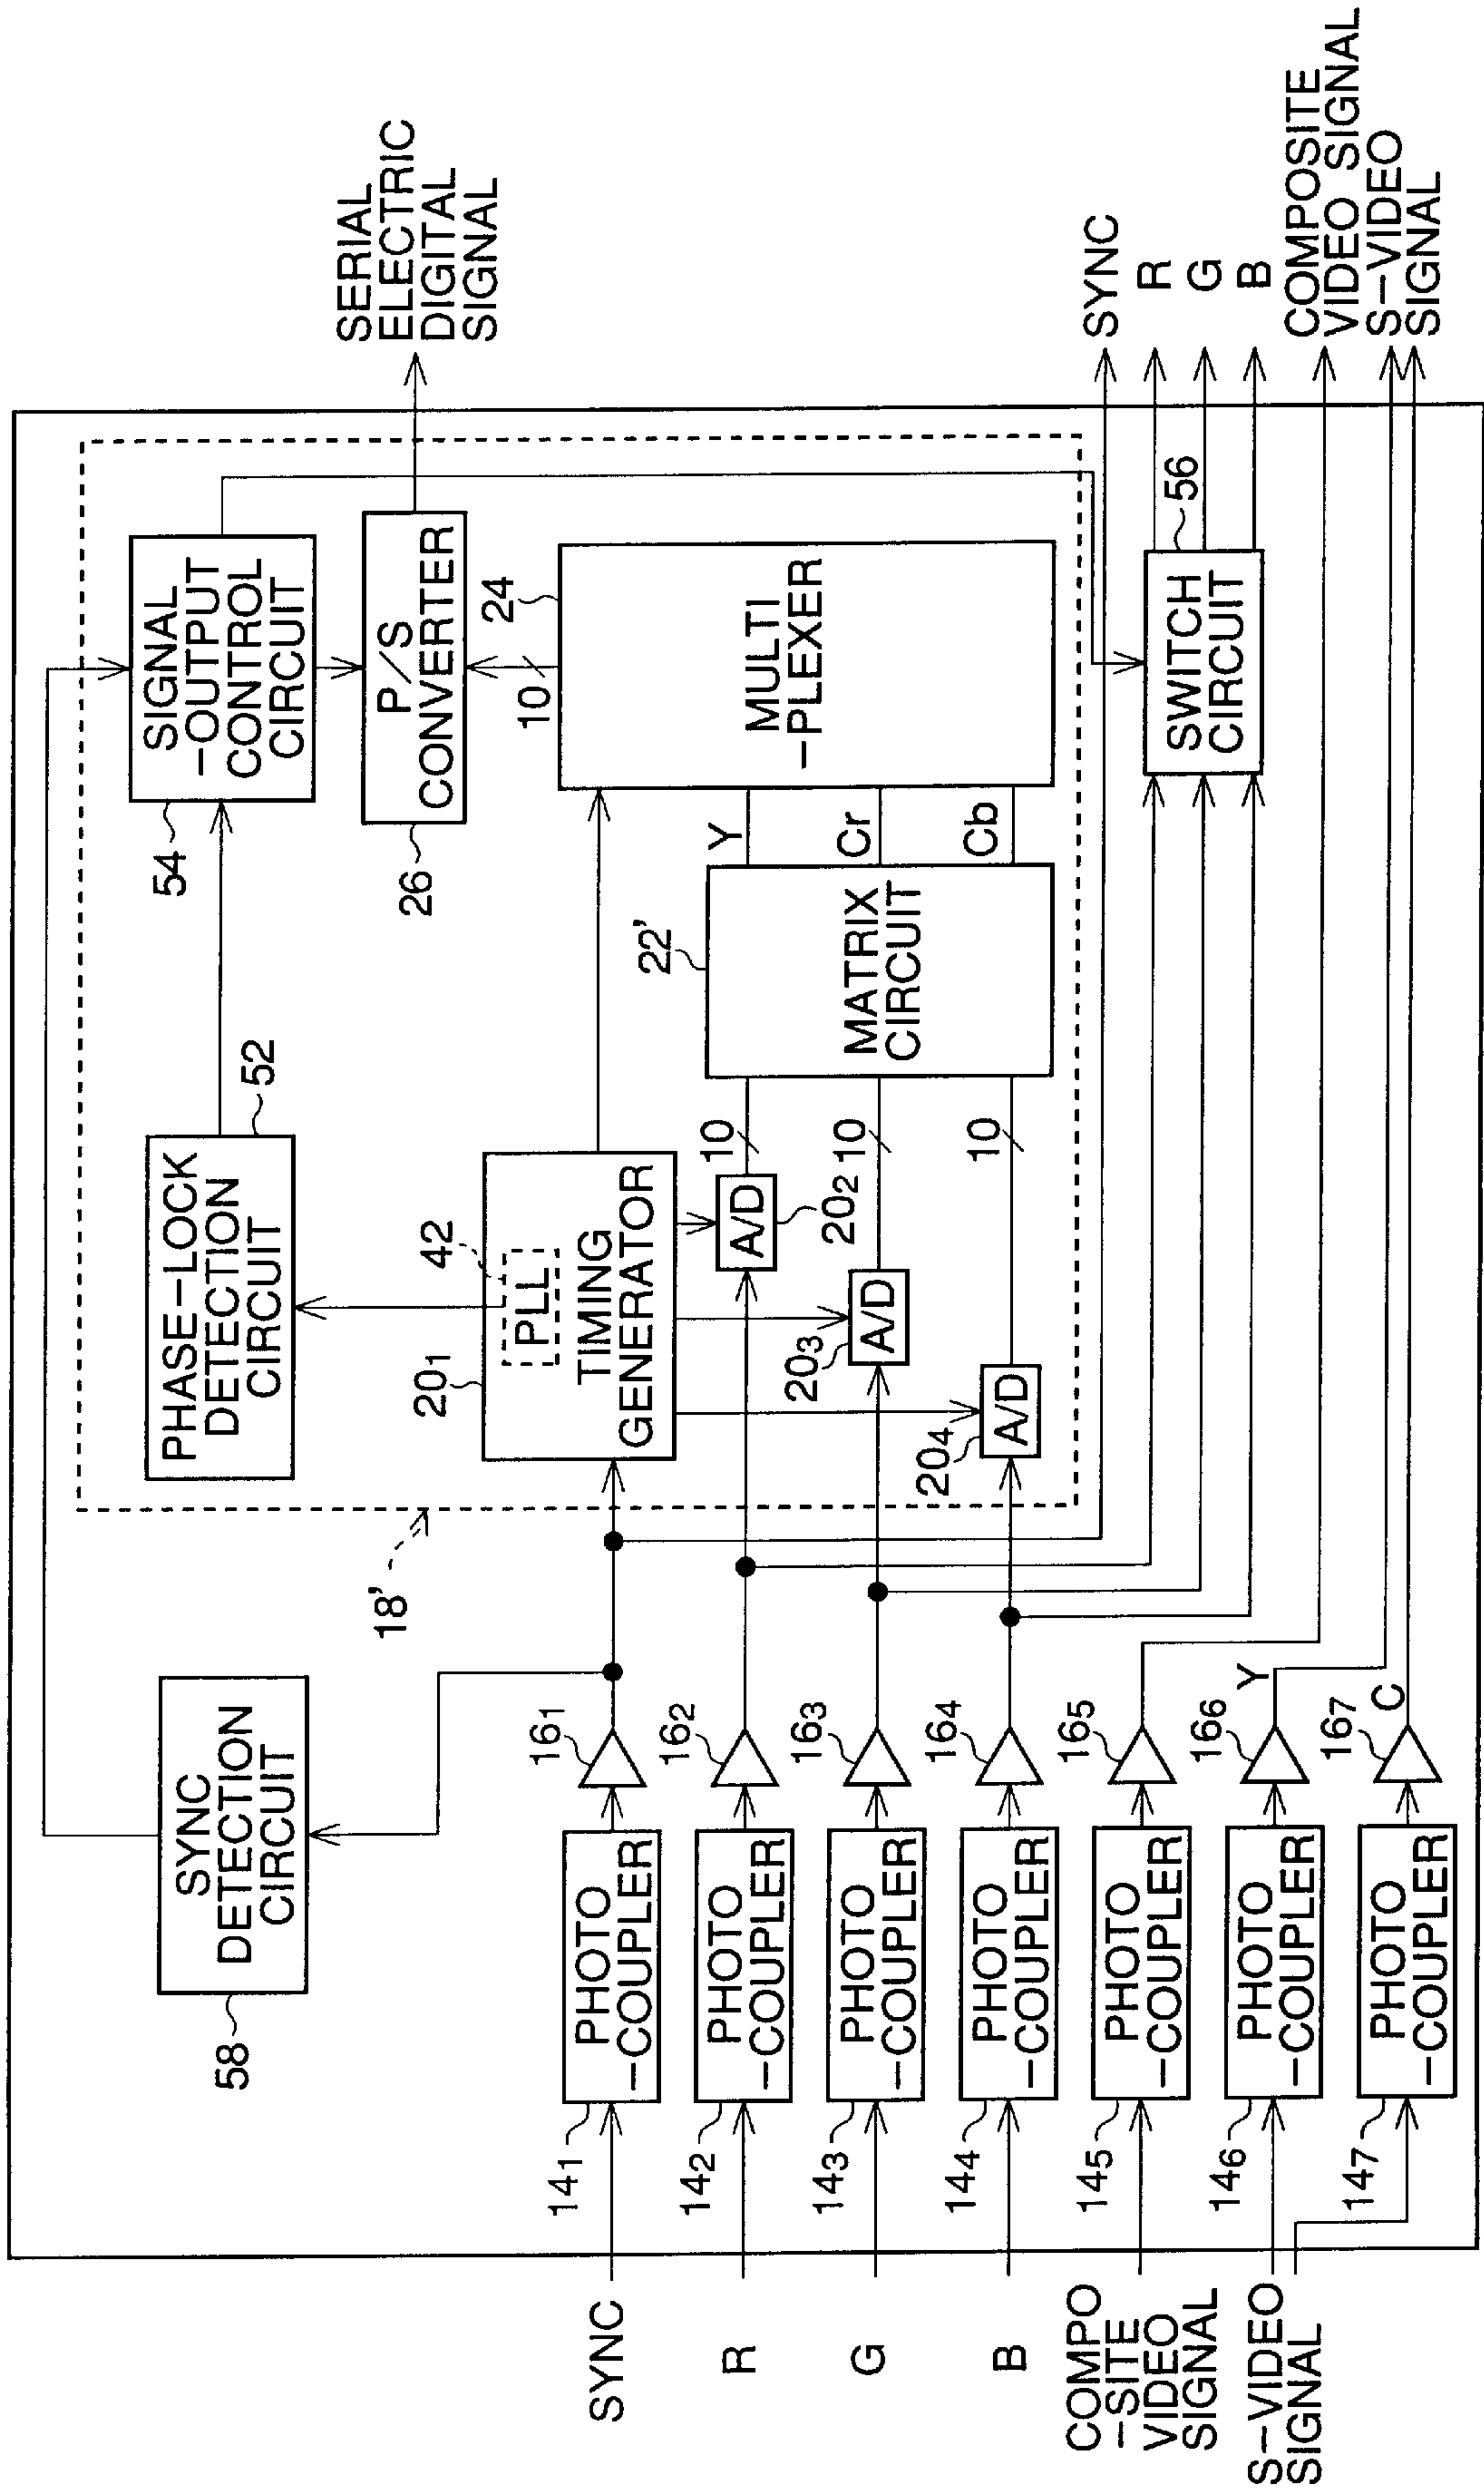 SYNC
DETECTION
CIRCUIT
58
18'
PHASE-LOCK
DETECTION
CIRCUIT
52
SIGNAL
-OUTPUT
CONTROL
CIRCUIT
54
P/S
CONVERTER
26
SERIAL
ELECTRIC
DIGITAL
SIGNAL
20₁
PLL
42
TIMING
GENERATOR
A/D
20₂
10
A/D
20₃
10
A/D
20₄
10
MATRIX
CIRCUIT
22'
Y
Cr
Cb
MULTI
-PLEXER
24
10
SWITCH
CIRCUIT
56
SYNC
14₁
PHOTO
-COUPLER
16₁
R
14₂
PHOTO
-COUPLER
16₂
G
14₃
PHOTO
-COUPLER
16₃
B
14₄
PHOTO
-COUPLER
16₄
COMPO
-SITE
VIDEO
SIGNAL
14₅
PHOTO
-COUPLER
16₅
S-VIDEO
SIGNAL
14₆
PHOTO
-COUPLER
16₆
Y
14₇
PHOTO
-COUPLER
16₇
C
SYNC
R
G
B
COMPOSITE
VIDEO SIGNAL
S-VIDEO
SIGNAL